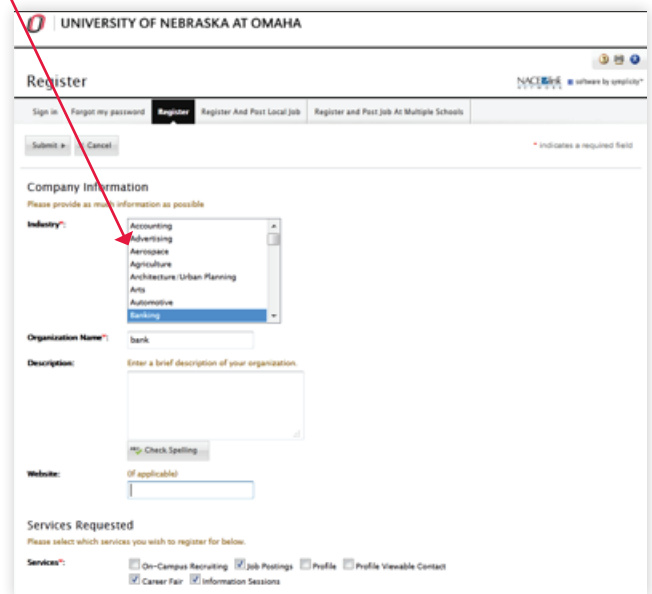 O UNIVERSITY OF NEBRASKA AT OMAHA
Register
NACElink NETWORK software by symplicity
Sign in Forgot my password Register Register And Post Local Job Register and Post Job At Multiple Schools
Submit Cancel * indicates a required field
Company Information
Please provide as much information as possible
Industry*:
Accounting
Advertising
Aerospace
Agriculture
Architecture/Urban Planning
Arts
Automotive
Banking
Organization Name*: bank
Description: Enter a brief description of your organization.
ABC Check Spelling
Website: (if applicable)
Services Requested
Please select which services you wish to register for below.
Services*: On-Campus Recruiting Job Postings Profile Profile Viewable Contact
Career Fair Information Sessions